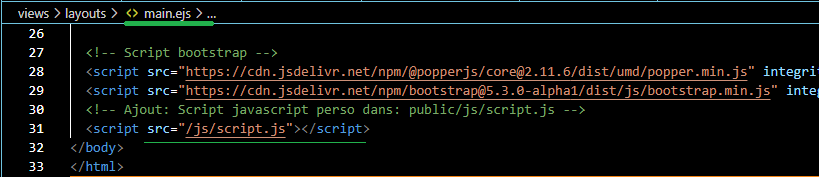 views > layouts > <> main.ejs > ...
26
27 <!-- Script bootstrap -->
28 <script src="https://cdn.jsdelivr.net/npm/@popperjs/core@2.11.6/dist/umd/popper.min.js" integrit
29 <script src="https://cdn.jsdelivr.net/npm/bootstrap@5.3.0-alpha1/dist/js/bootstrap.min.js" integ
30 <!-- Ajout: Script javascript perso dans: public/js/script.js -->
31 <script src="/js/script.js"></script>
32 </body>
33 </html>